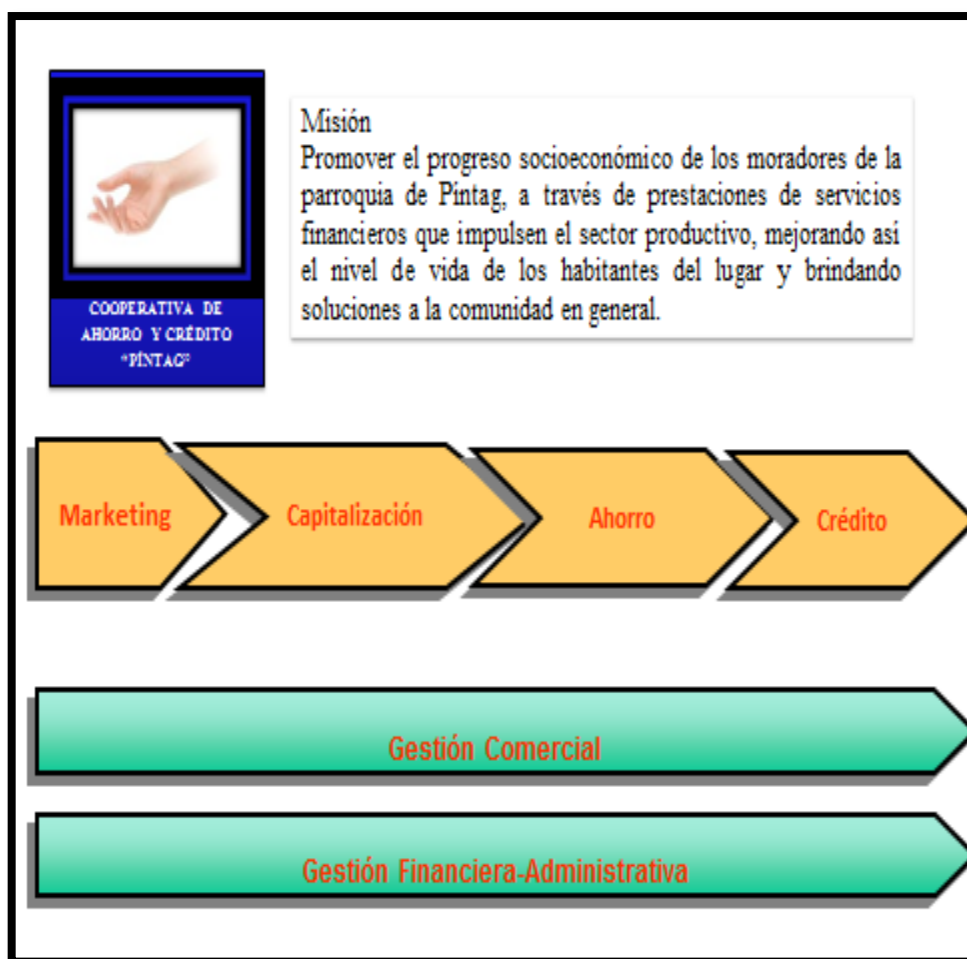 COOPERATIVA DE
AHORRO Y CRÉDITO
“PÍNTAG”
Misión
Promover el progreso socioeconómico de los moradores de la
parroquia de Píntag, a través de prestaciones de servicios
financieros que impulsen el sector productivo, mejorando así
el nivel de vida de los habitantes del lugar y brindando
soluciones a la comunidad en general.
Marketing
Capitalización
Ahorro
Crédito
Gestión Comercial
Gestión Financiera-Administrativa